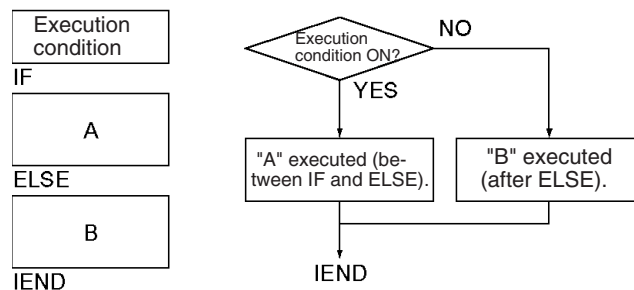 Execution
condition
IF
A
ELSE
B
IEND
Execution
condition ON?
NO
YES
"A" executed (be-
tween IF and ELSE).
"B" executed
(after ELSE).
IEND